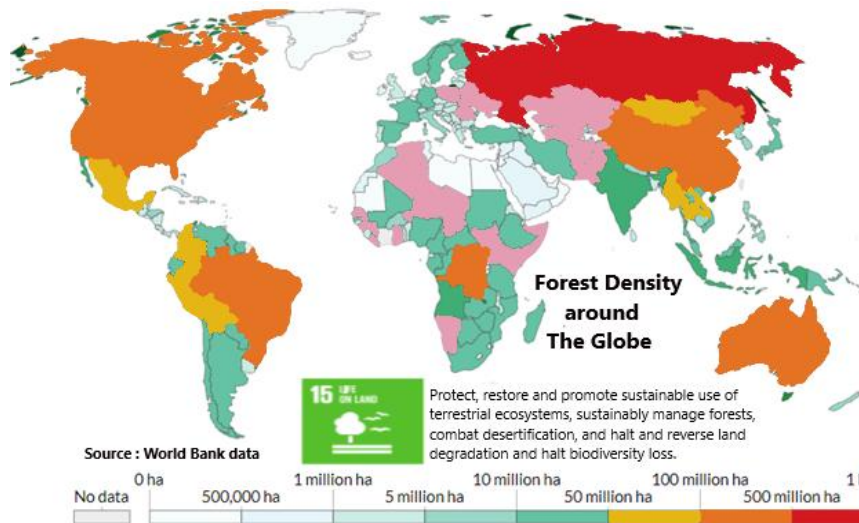 Forest Density
around
The Globe
15 LIFE
ON LAND
Protect, restore and promote sustainable use of
terrestrial ecosystems, sustainably manage forests,
combat desertification, and halt and reverse land
degradation and halt biodiversity loss.
Source : World Bank data
0 ha 1 million ha 10 million ha 100 million ha 1
No data 500,000 ha 5 million ha 50 million ha 500 million ha